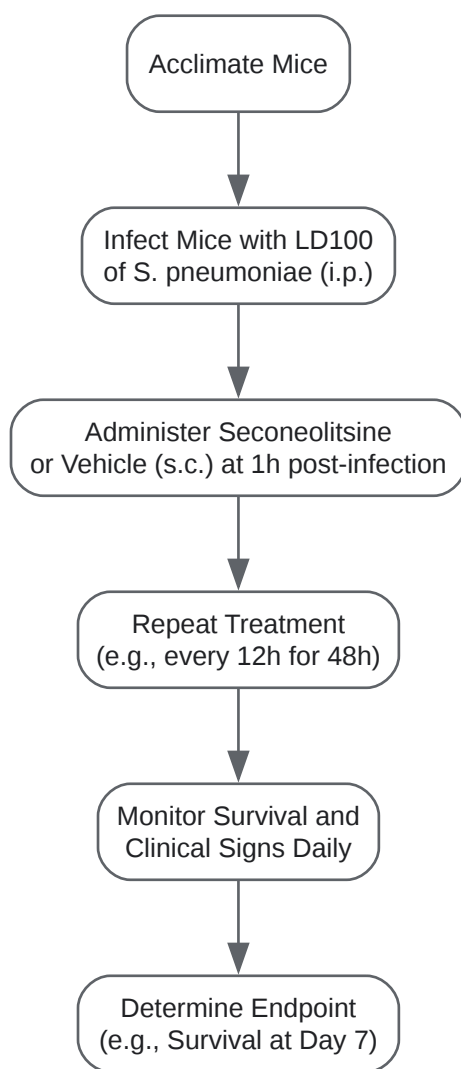 Acclimate Mice
Infect Mice with LD100
of S. pneumoniae (i.p.)
Administer Seconeolitsine
or Vehicle (s.c.) at 1h post-infection
Repeat Treatment
(e.g., every 12h for 48h)
Monitor Survival and
Clinical Signs Daily
Determine Endpoint
(e.g., Survival at Day 7)